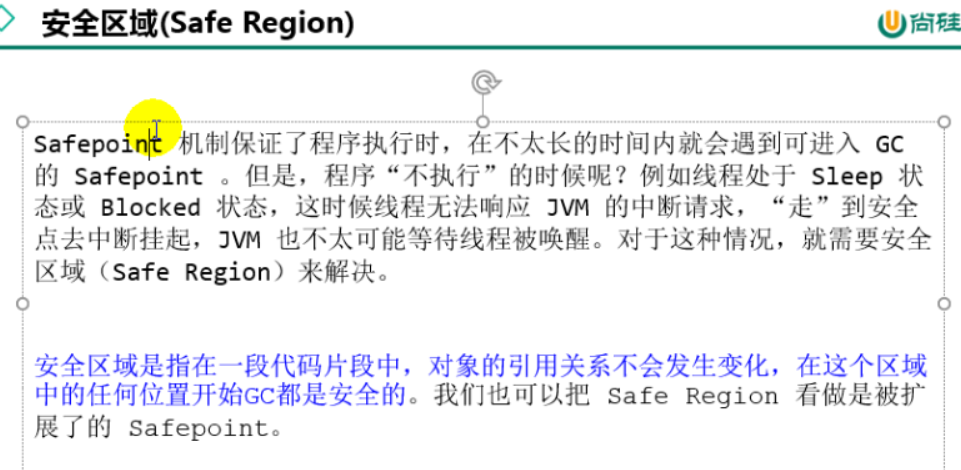 安全区域(Safe Region)
尚硅
Safepoint 机制保证了程序执行时，在不太长的时间内就会遇到可进入 GC
的 Safepoint 。但是，程序“不执行”的时候呢？例如线程处于 Sleep 状
态或 Blocked 状态，这时候线程无法响应 JVM 的中断请求，“走”到安全
点去中断挂起，JVM 也不太可能等待线程被唤醒。对于这种情况，就需要安全
区域（Safe Region）来解决。
安全区域是指在一段代码片段中，对象的引用关系不会发生变化，在这个区域
中的任何位置开始GC都是安全的。我们也可以把 Safe Region 看做是被扩
展了的 Safepoint。